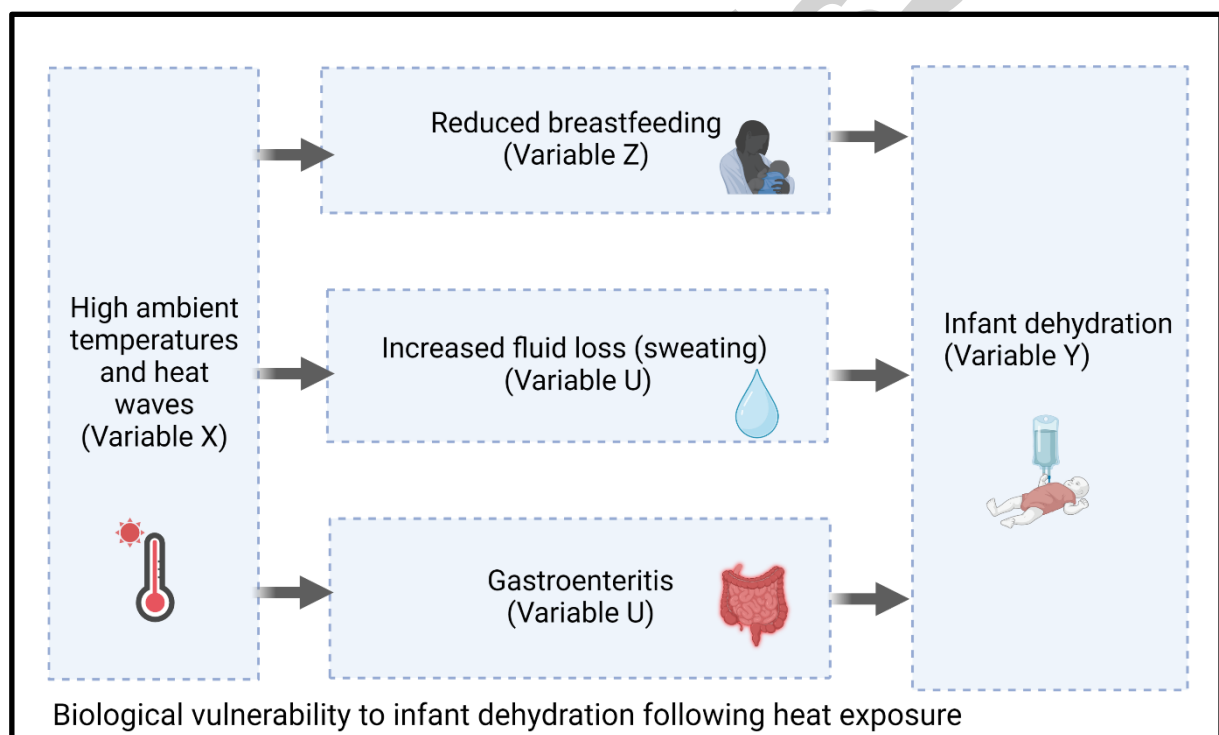 High ambient
temperatures
and heat
waves
(Variable X)
Reduced breastfeeding
(Variable Z)
Increased fluid loss (sweating)
(Variable U)
Gastroenteritis
(Variable U)
Infant dehydration
(Variable Y)
Biological vulnerability to infant dehydration following heat exposure